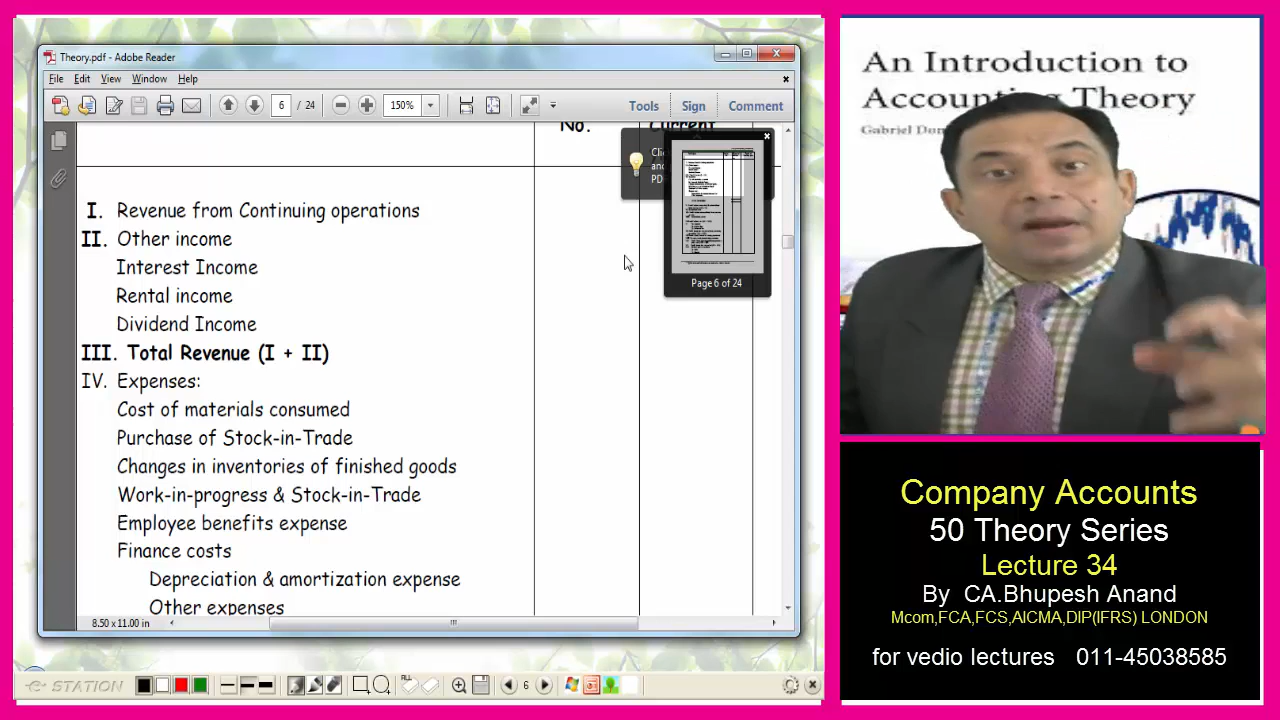 Theory.pdf - Adobe Reader
File Edit View Window Help
6 / 24 150% Tools Sign Comment
No. Current
Page 6 of 24
I. Revenue from Continuing operations
II. Other income
Interest Income
Rental income
Dividend Income
III. Total Revenue (I + II)
IV. Expenses:
Cost of materials consumed
Purchase of Stock-in-Trade
Changes in inventories of finished goods
Work-in-progress & Stock-in-Trade
Employee benefits expense
Finance costs
Depreciation & amortization expense
Other expenses
8.50 x 11.00 in
e-STATION
6
An Introduction to
Accounting Theory
Gabriel
Company Accounts
50 Theory Series
Lecture 34
By CA.Bhupesh Anand
Mcom,FCA,FCS,AICMA,DIP(IFRS) LONDON
for vedio lectures 011-45038585